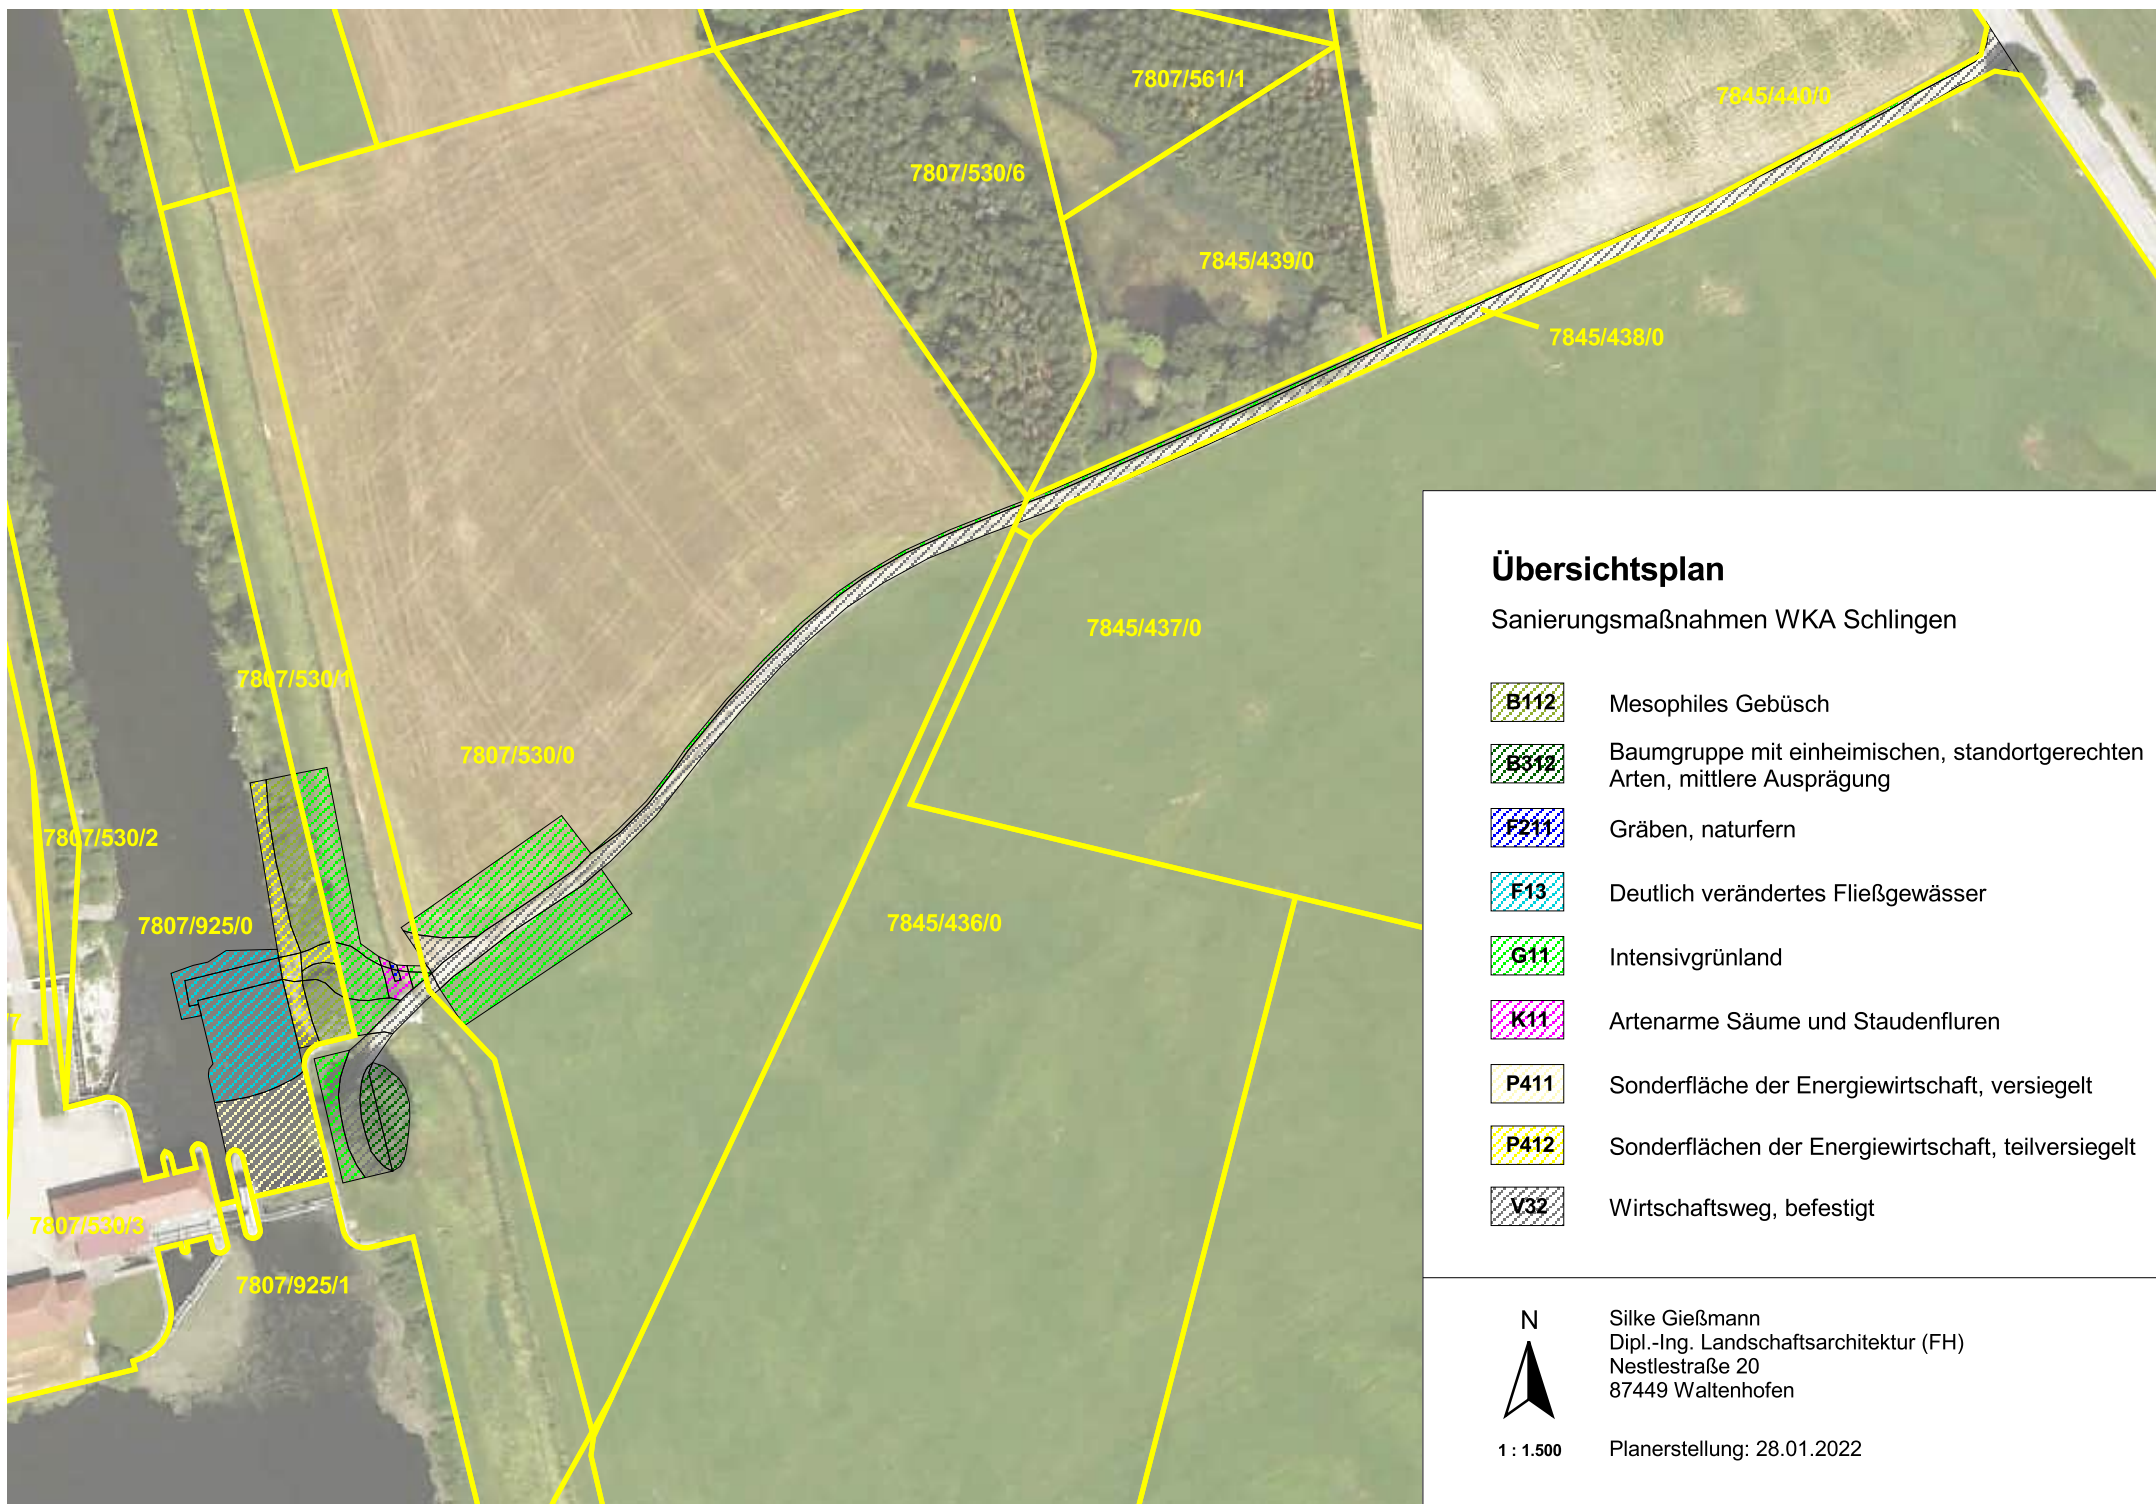 7807/561/1
7845/440/0
7807/530/6
7845/439/0
7845/438/0
7845/437/0
7807/530/1
7807/530/0
7807/530/2
7807/925/0
7845/436/0
7807/530/3
7807/925/1
Übersichtsplan
Sanierungsmaßnahmen WKA Schlingen
B112 Mesophiles Gebüsch
B312 Baumgruppe mit einheimischen, standortgerechten
Arten, mittlere Ausprägung
F211 Gräben, naturfern
F13 Deutlich verändertes Fließgewässer
G11 Intensivgrünland
K11 Artenarme Säume und Staudenfluren
P411 Sonderfläche der Energiewirtschaft, versiegelt
P412 Sonderflächen der Energiewirtschaft, teilversiegelt
V32 Wirtschaftsweg, befestigt
N
Silke Gießmann
Dipl.-Ing. Landschaftsarchitektur (FH)
Nestlestraße 20
87449 Waltenhofen
1 : 1.500
Planerstellung: 28.01.2022